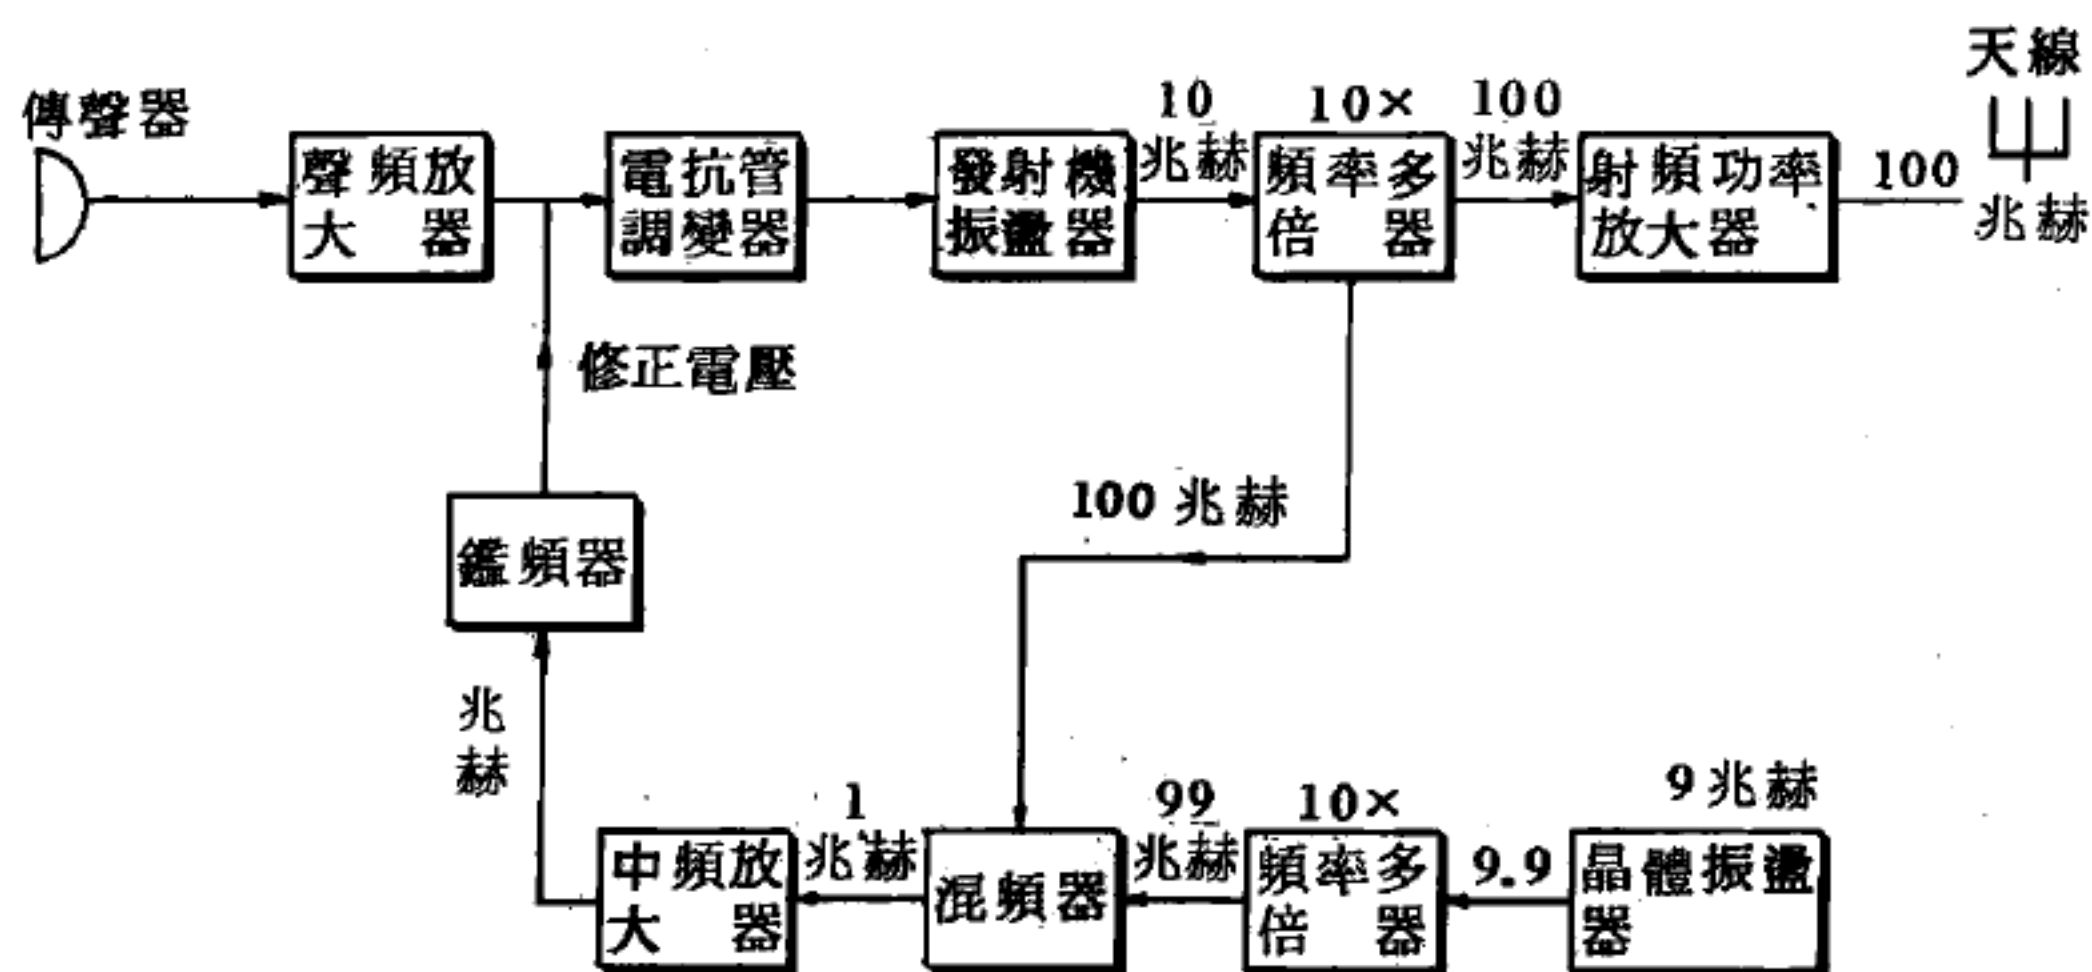 傳聲器
聲頻放
大器
電抗管
調變器
發射機
振盪器
10
兆赫
10×
頻率多
倍器
100
兆赫
射頻功率
放大器
100
兆赫
天線
修正電壓
鑑頻器
兆
赫
100 兆赫
中頻放
大器
1
兆赫
混頻器
99
兆赫
10×
頻率多
倍器
9.9
9兆赫
晶體振盪
器